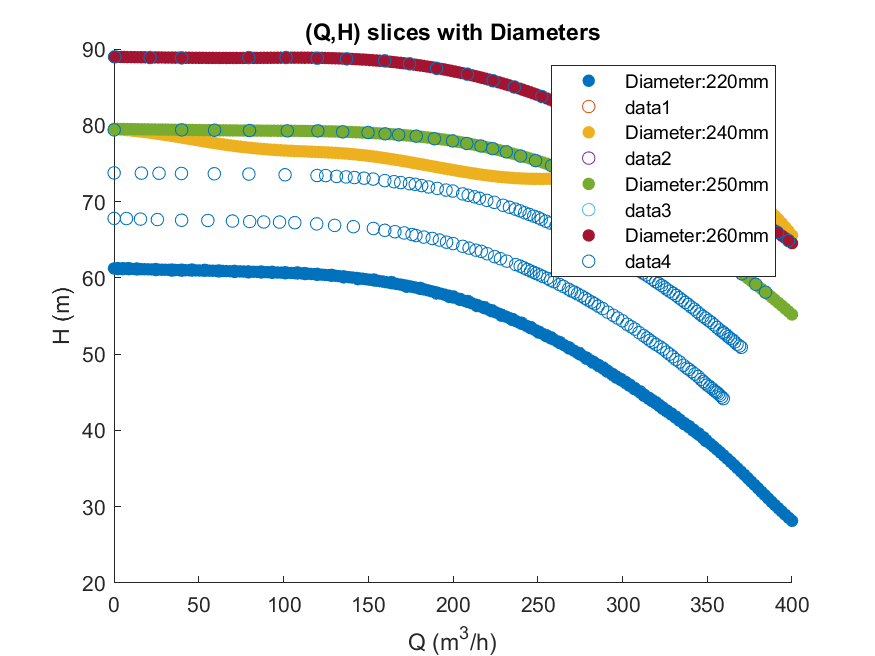 (Q,H) slices with Diameters
90
80
70
60
50
40
30
20
H (m)
Diameter:220mm
data1
Diameter:240mm
data2
Diameter:250mm
data3
Diameter:260mm
data4
0 50 100 150 200 250 300 350 400
Q (m³/h)